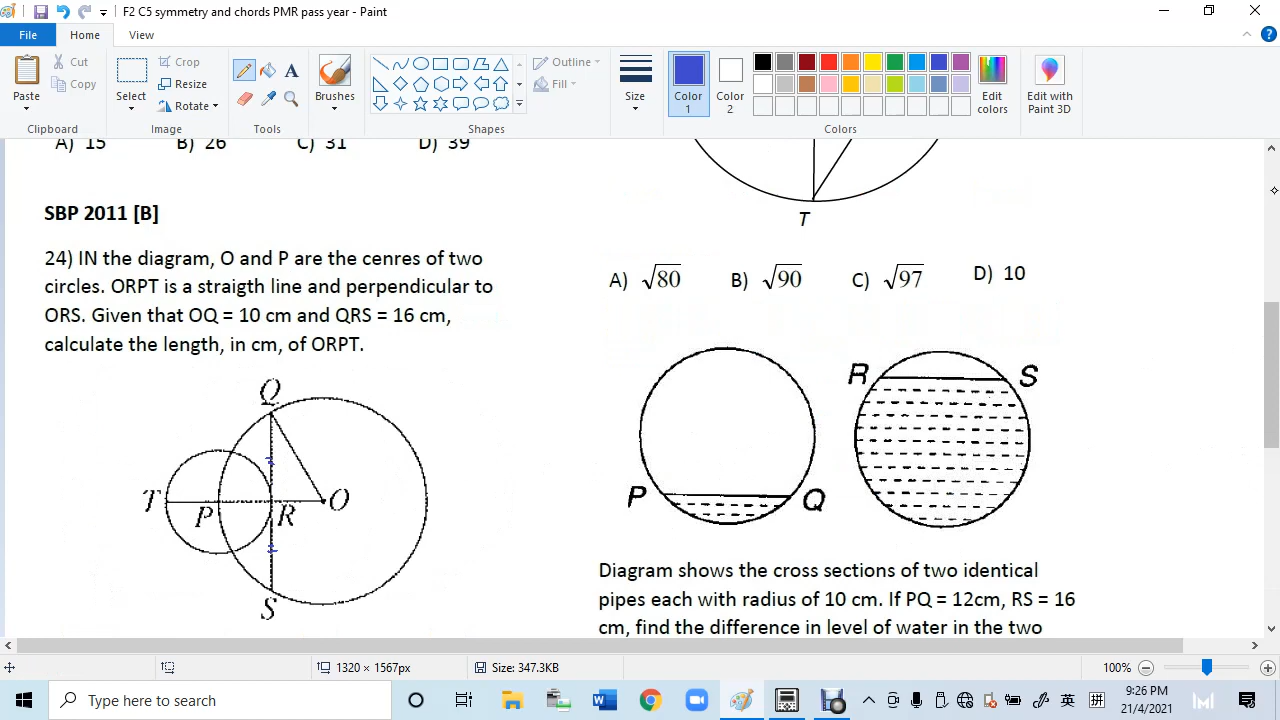 F2 C5 symmetry and chords PMR pass year - Paint
File
Home
View
Paste
Cut
Copy
Clipboard
Select
Crop
Resize
Rotate
Image
A
Tools
Brushes
Outline
Fill
Shapes
Size
Color 1
Color 2
Edit colors
Colors
Edit with Paint 3D
A) 15 B) 26 C) 31 D) 39
SBP 2011 [B]
24) IN the diagram, O and P are the cenres of two
circles. ORPT is a straigth line and perpendicular to
ORS. Given that OQ = 10 cm and QRS = 16 cm,
calculate the length, in cm, of ORPT.
Q
T
P
R
O
S
T
A) √80 B) √90 C) √97 D) 10
P
Q
R
S
Diagram shows the cross sections of two identical
pipes each with radius of 10 cm. If PQ = 12cm, RS = 16
cm, find the difference in level of water in the two
1320 × 1567px
Size: 347.3KB
100%
Type here to search
英
拼
9:26 PM
21/4/2021